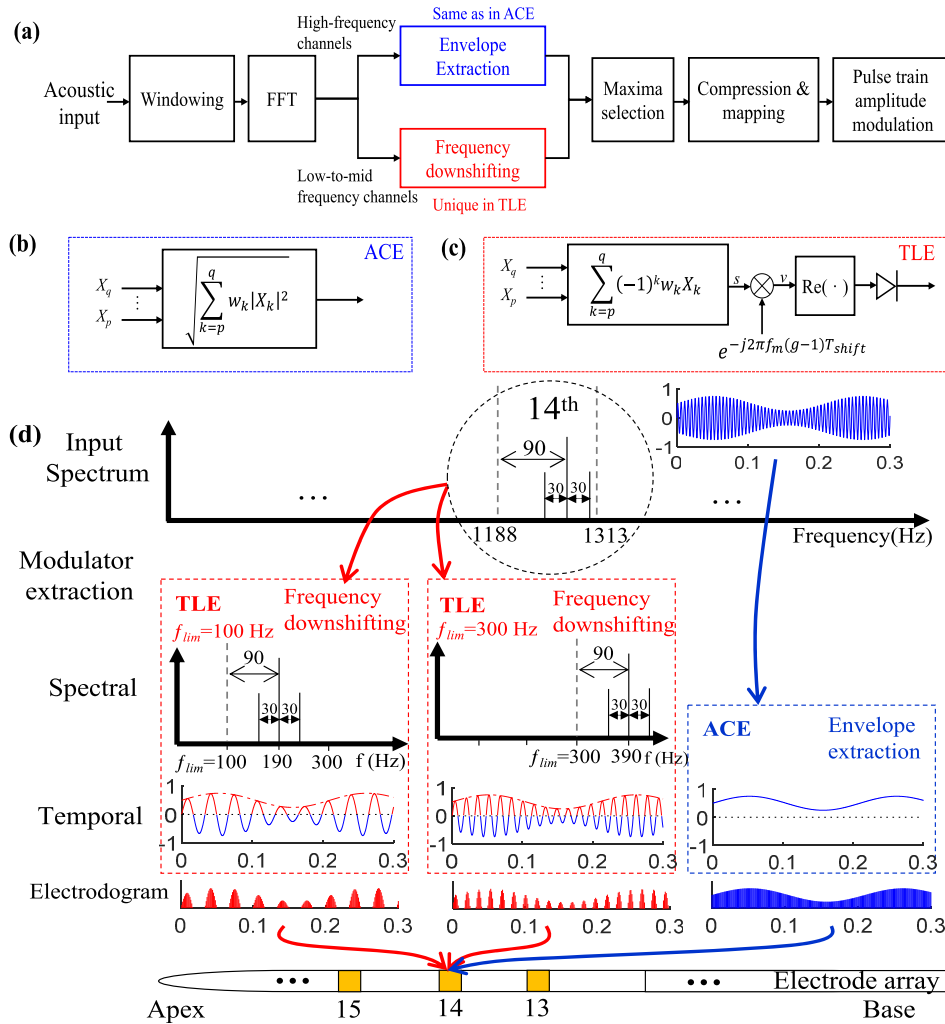 (a)
Acoustic
input
Windowing
FFT
High-frequency
channels
Low-to-mid
frequency channels
Same as in ACE
Envelope
Extraction
Frequency
downshifting
Unique in TLE
Maxima
selection
Compression &
mapping
Pulse train
amplitude
modulation
(b)
ACE
X_q
⋮
X_p
√∑_{k=p}^{q} w_k|X_k|²
(c)
TLE
X_q
⋮
X_p
∑_{k=p}^{q} (−1)^k w_k X_k
s
v
Re( · )
e^{−j2πf_m(g−1)T_shift}
(d)
Input
Spectrum
14th
90
30 30
1188 1313
• • •
• • •
Frequency(Hz)
1
0
-1
0 0.1 0.2 0.3
Modulator
extraction
TLE
Frequency
downshifting
f_lim=100 Hz
90
30 30
f_lim=100 190 300 f (Hz)
TLE
Frequency
downshifting
f_lim=300 Hz
90
30 30
f_lim=300 390 f (Hz)
ACE
Envelope
extraction
Spectral
Temporal
1
0
-1
0 0.1 0.2 0.3
1
0
-1
0 0.1 0.2 0.3
1
0
-1
0 0.1 0.2 0.3
Electrodogram
0 0.1 0.2 0.3
0 0.1 0.2 0.3
0 0.1 0.2 0.3
• • •
• • •
Electrode array
Apex 15 14 13 Base